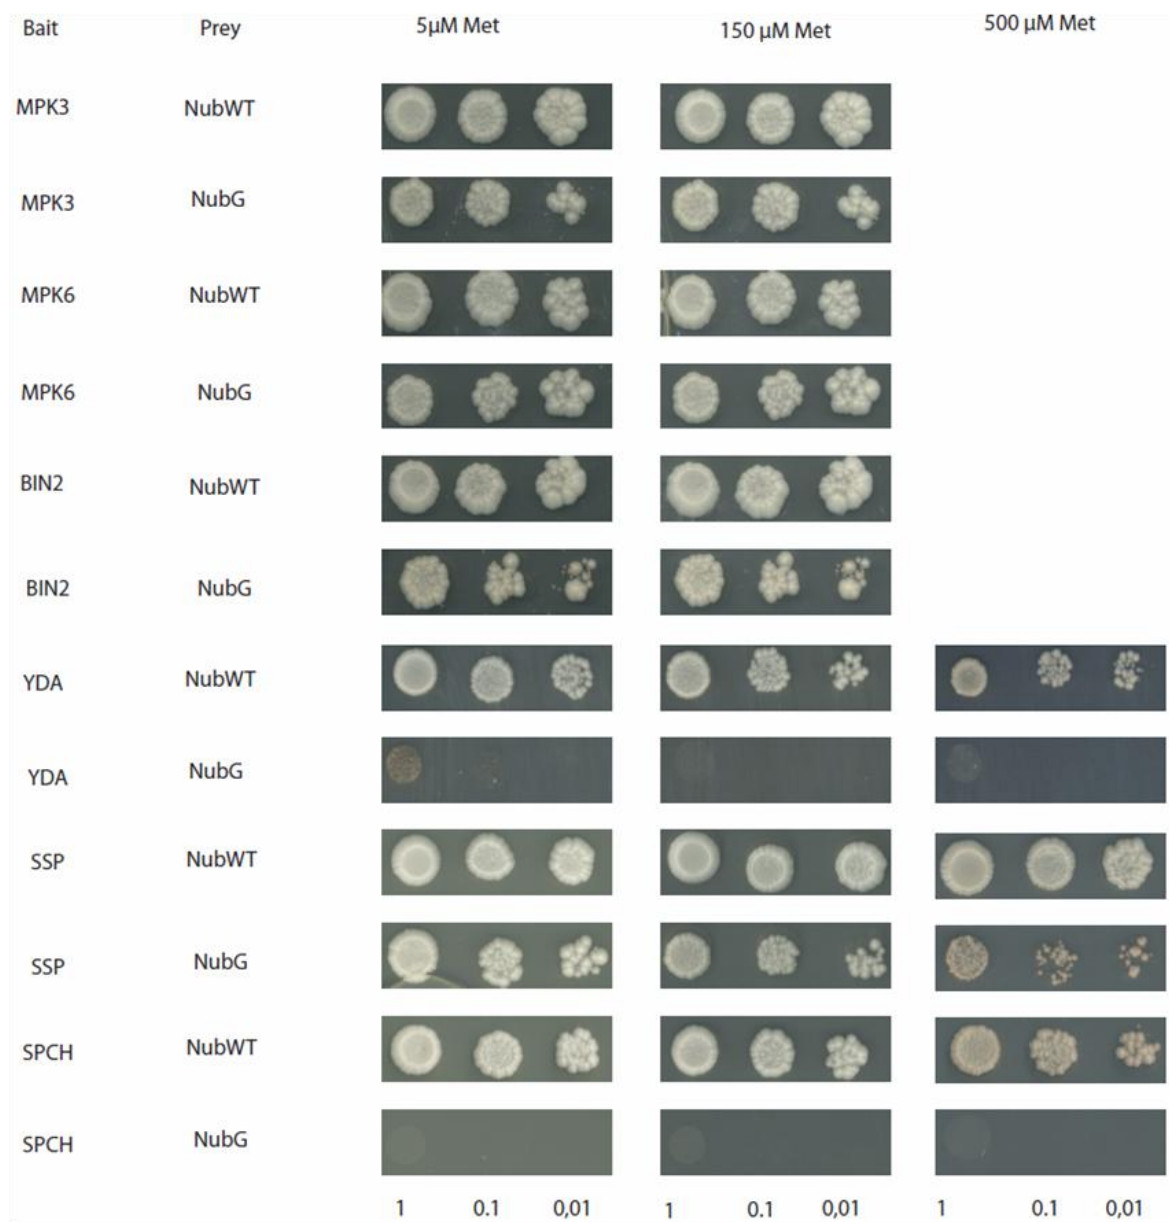 Bait Prey 5µM Met 150 µM Met 500 µM Met
MPK3 NubWT
MPK3 NubG
MPK6 NubWT
MPK6 NubG
BIN2 NubWT
BIN2 NubG
YDA NubWT
YDA NubG
SSP NubWT
SSP NubG
SPCH NubWT
SPCH NubG
1 0.1 0,01 1 0.1 0,01 1 0.1 0,01